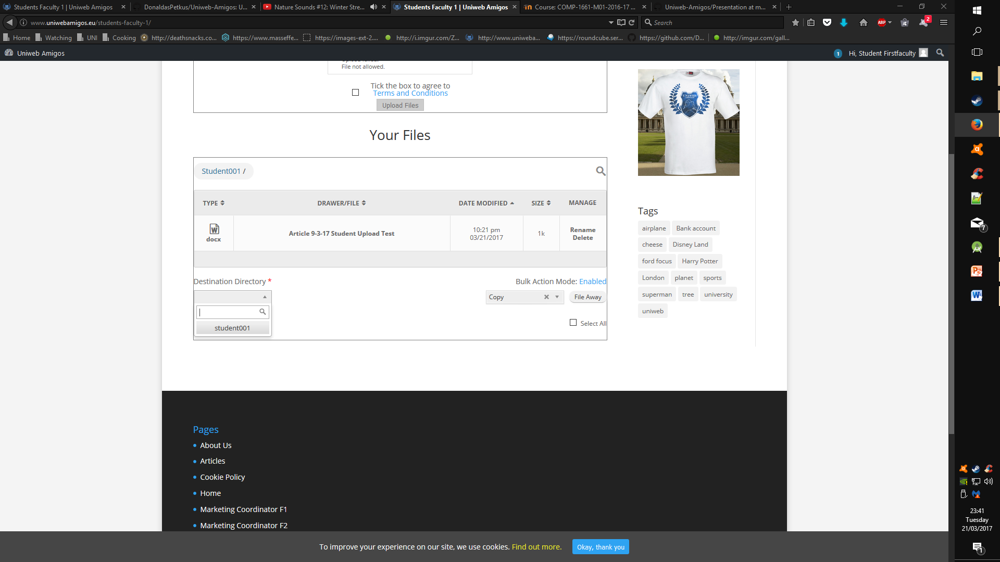 Students Faculty 1 | Uniweb Amigos
DonaldasPetkus/Uniweb-Amigos: U...
Nature Sounds #12: Winter Stre...
Students Faculty 1 | Uniweb Amigos
Course: COMP-1661-M01-2016-17 ...
Uniweb-Amigos/Presentation at m...
www.uniwebamigos.eu/students-faculty-1/
Search
ABP
2
Home
Watching
UNI
Cooking
http://deathsnacks.co...
https://www.masseffe...
https://images-ext-2....
http://i.imgur.com/Z...
http://www.uniweba...
https://roundcube.ser...
https://github.com/D...
http://imgur.com/gall...
Uniweb Amigos
1
Hi, Student Firstfaculty
File not allowed.
Tick the box to agree to
Terms and Conditions
Upload Files
Your Files
Student001 /
TYPE
DRAWER/FILE
DATE MODIFIED
SIZE
MANAGE
docx
Article 9-3-17 Student Upload Test
10:21 pm
03/21/2017
1k
Rename
Delete
Destination Directory *
Bulk Action Mode: Enabled
Copy
File Away
student001
Select All
UNIWEB
AMIGOS
Tags
airplane
Bank account
cheese
Disney Land
ford focus
Harry Potter
London
planet
sports
superman
tree
university
uniweb
Pages
About Us
Articles
Cookie Policy
Home
Marketing Coordinator F1
Marketing Coordinator F2
To improve your experience on our site, we use cookies. Find out more.
Okay, thank you
7
23:41
Tuesday
21/03/2017
1